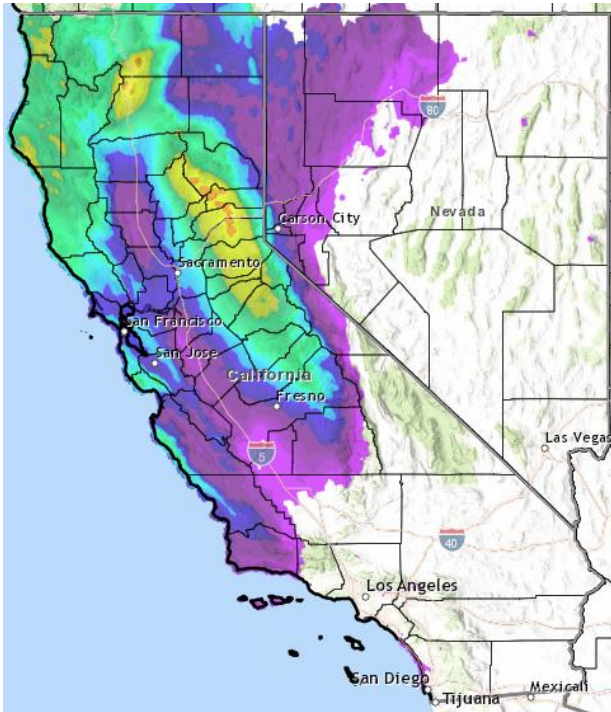 80
Nevada
Carson City
Sacramento
San Francisco
San Jose
California
Fresno
Las Vegas
5
40
Los Angeles
San Diego
Mexicali
Tijuana